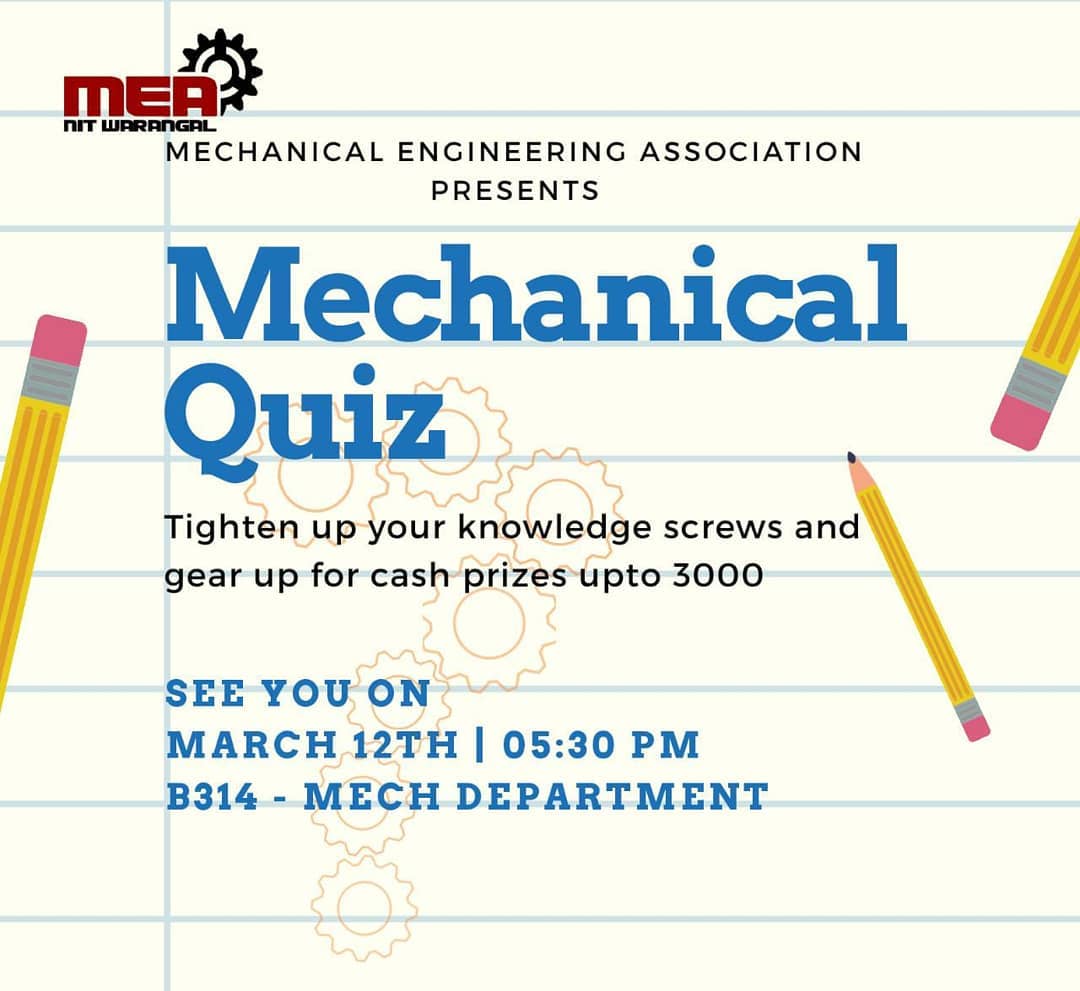 MEA
NIT WARANGAL
MECHANICAL ENGINEERING ASSOCIATION
PRESENTS
Mechanical
Quiz
Tighten up your knowledge screws and
gear up for cash prizes upto 3000
SEE YOU ON
MARCH 12TH | 05:30 PM
B314 - MECH DEPARTMENT